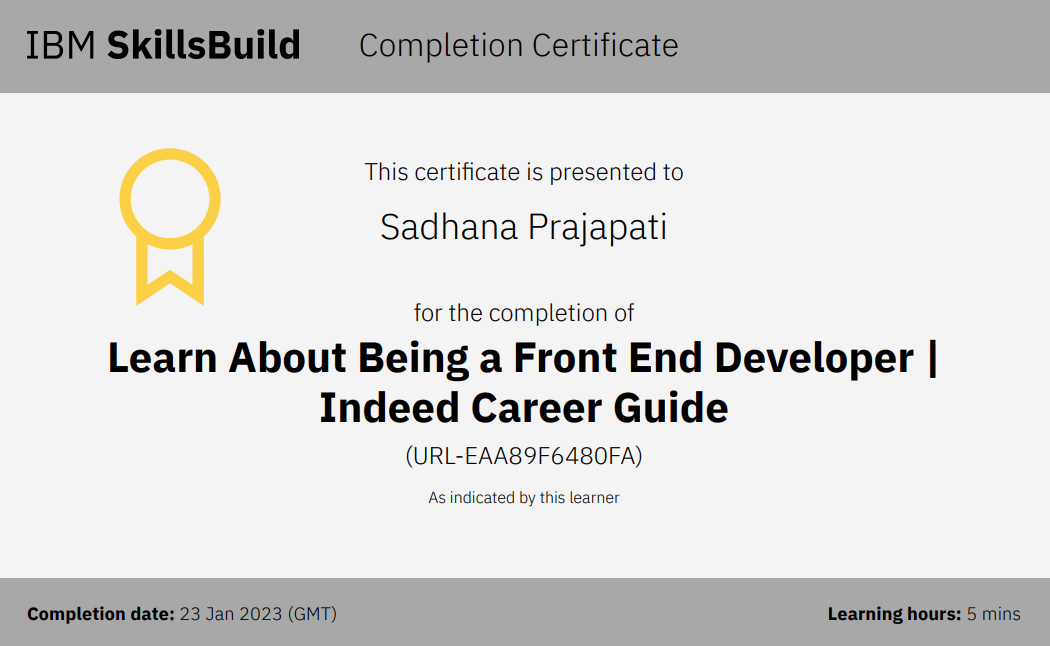 IBM SkillsBuild Completion Certificate
This certificate is presented to
Sadhana Prajapati
for the completion of
Learn About Being a Front End Developer |
Indeed Career Guide
(URL-EAA89F6480FA)
As indicated by this learner
Completion date: 23 Jan 2023 (GMT) Learning hours: 5 mins